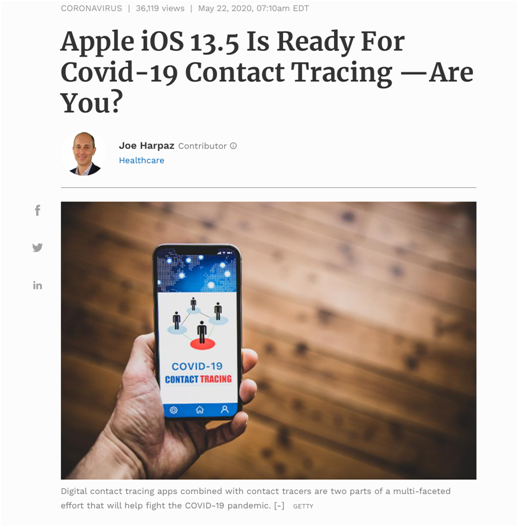 CORONAVIRUS | 36,119 views | May 22, 2020, 07:10am EDT
Apple iOS 13.5 Is Ready For
Covid-19 Contact Tracing —Are
You?
Joe Harpaz Contributor
Healthcare
COVID-19
CONTACT TRACING
Digital contact tracing apps combined with contact tracers are two parts of a multi-faceted
effort that will help fight the COVID-19 pandemic. [-] GETTY